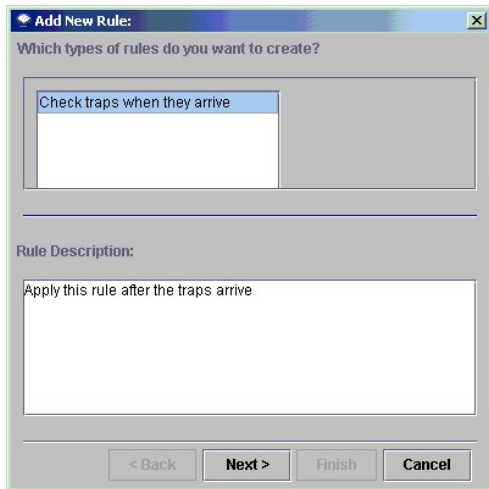 Add New Rule:
Which types of rules do you want to create?
Check traps when they arrive
Rule Description:
Apply this rule after the traps arrive
< Back Next > Finish Cancel